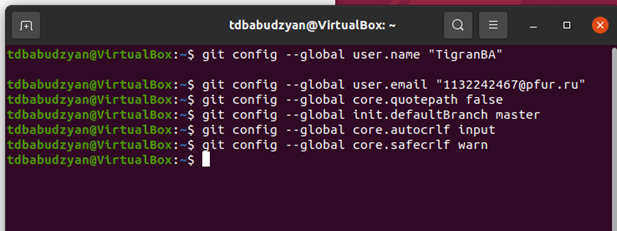 tdbabudzyan@VirtualBox: ~
tdbabudzyan@VirtualBox:~$ git config --global user.name "TigranBA"
tdbabudzyan@VirtualBox:~$ git config --global user.email "1132242467@pfur.ru"
tdbabudzyan@VirtualBox:~$ git config --global core.quotepath false
tdbabudzyan@VirtualBox:~$ git config --global init.defaultBranch master
tdbabudzyan@VirtualBox:~$ git config --global core.autocrlf input
tdbabudzyan@VirtualBox:~$ git config --global core.safecrlf warn
tdbabudzyan@VirtualBox:~$